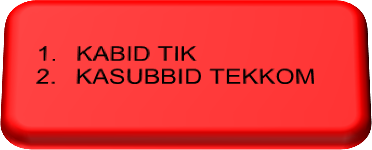 1. KABID TIK
2. KASUBBID TEKKOM